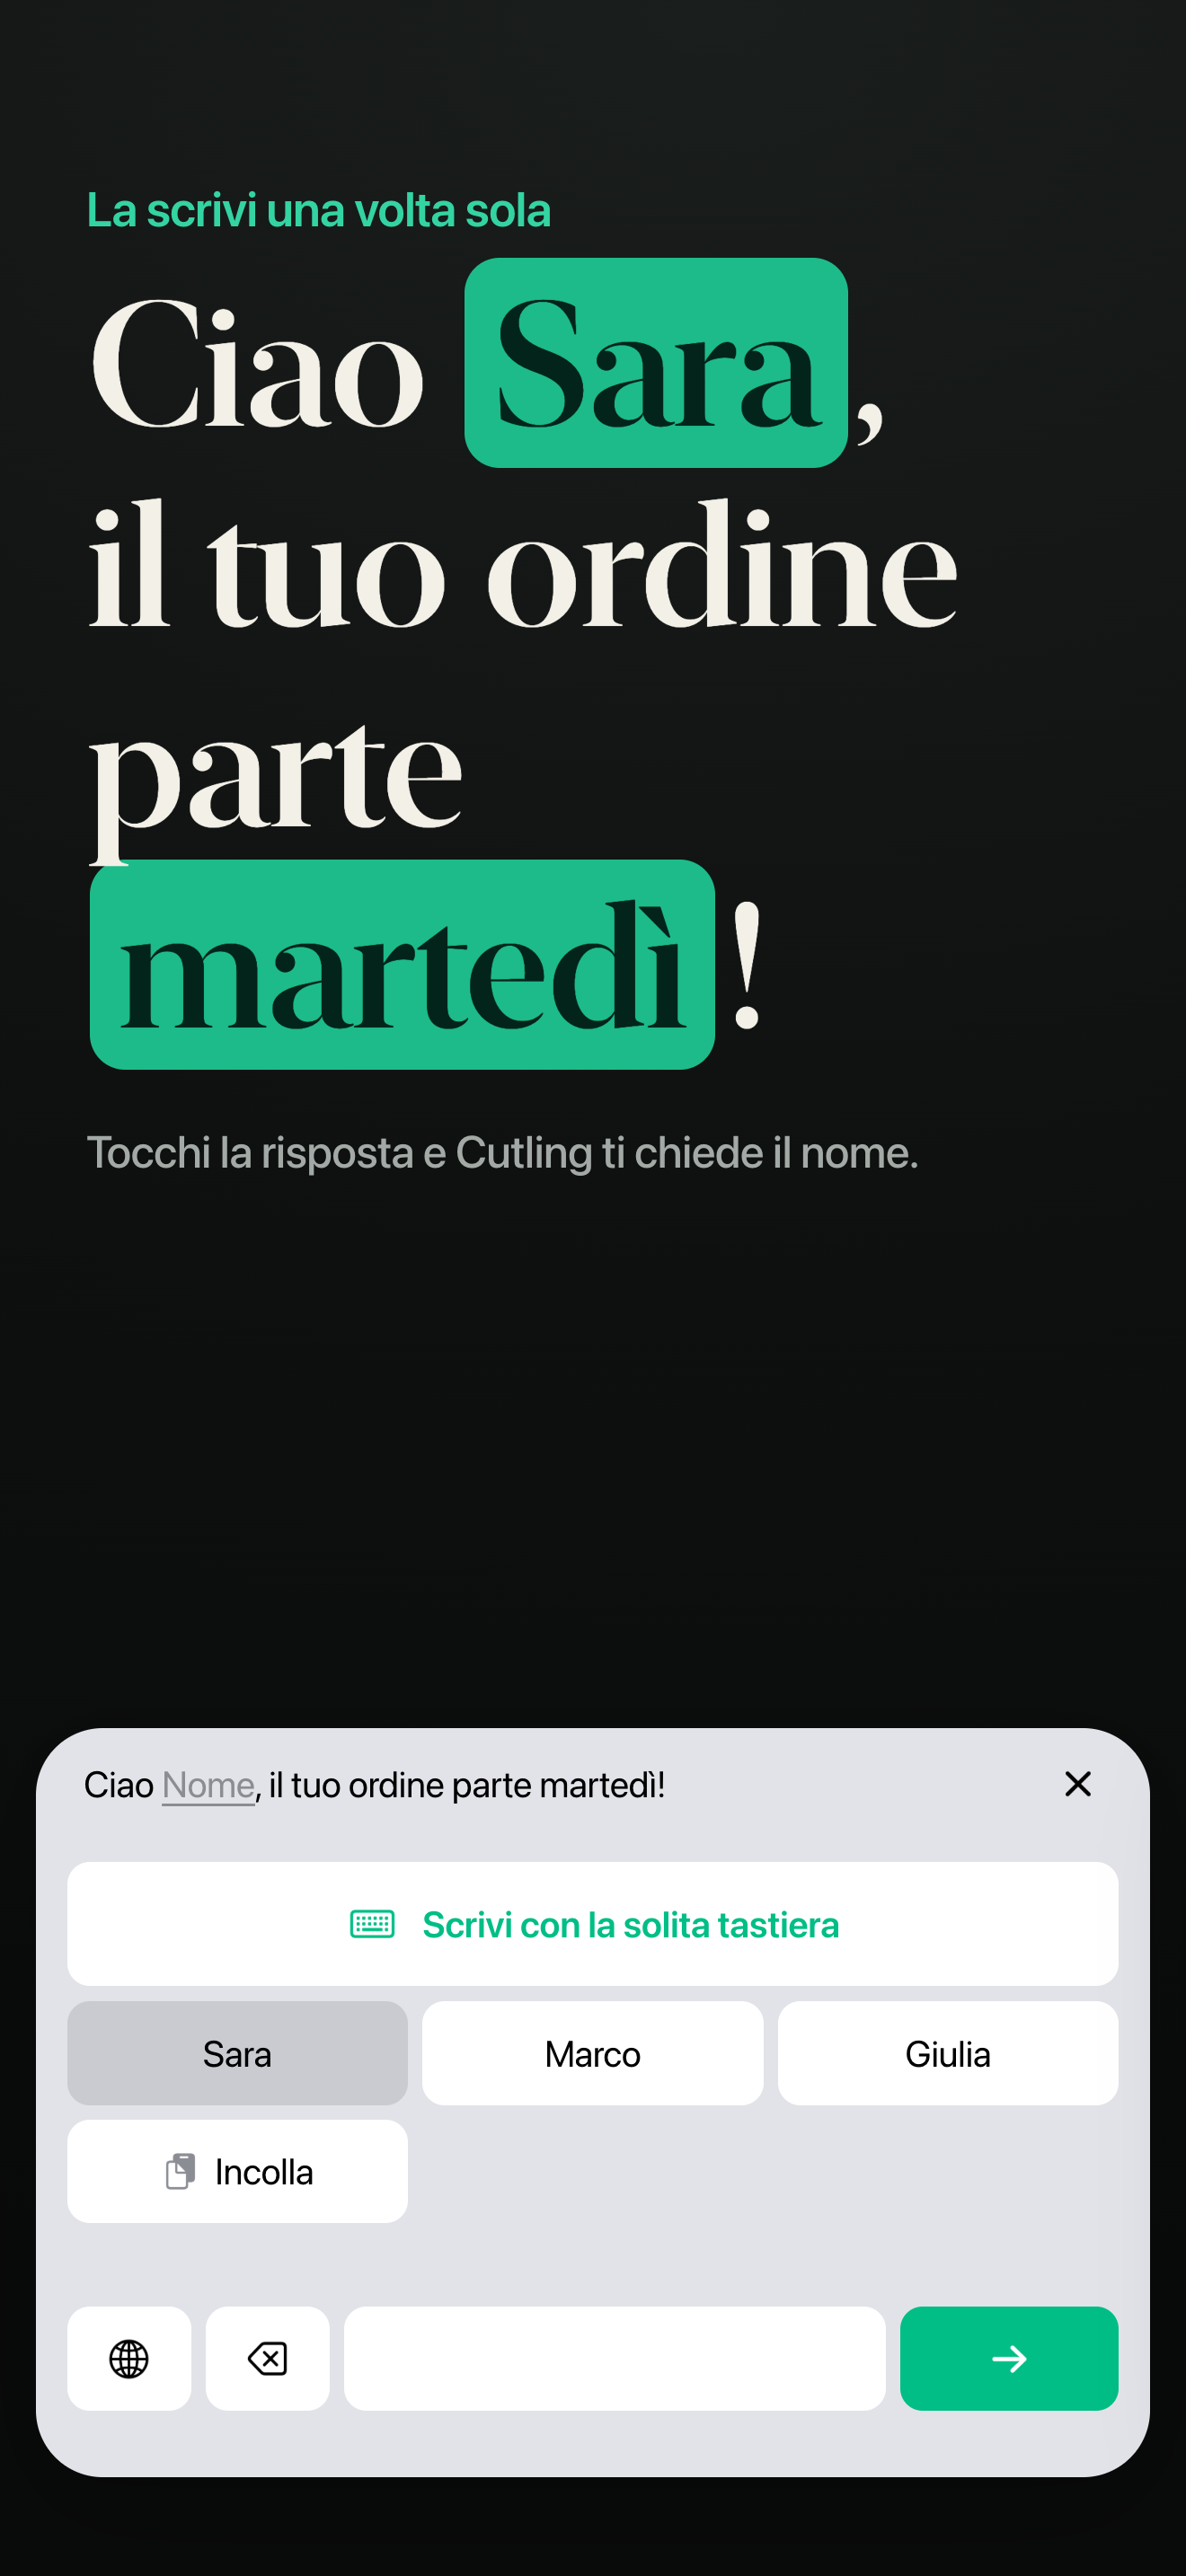 La scrivi una volta sola
Ciao Sara,
il tuo ordine
parte
martedì!
Tocchi la risposta e Cutling ti chiede il nome.
Ciao Nome, il tuo ordine parte martedì!
Scrivi con la solita tastiera
Sara
Marco
Giulia
Incolla